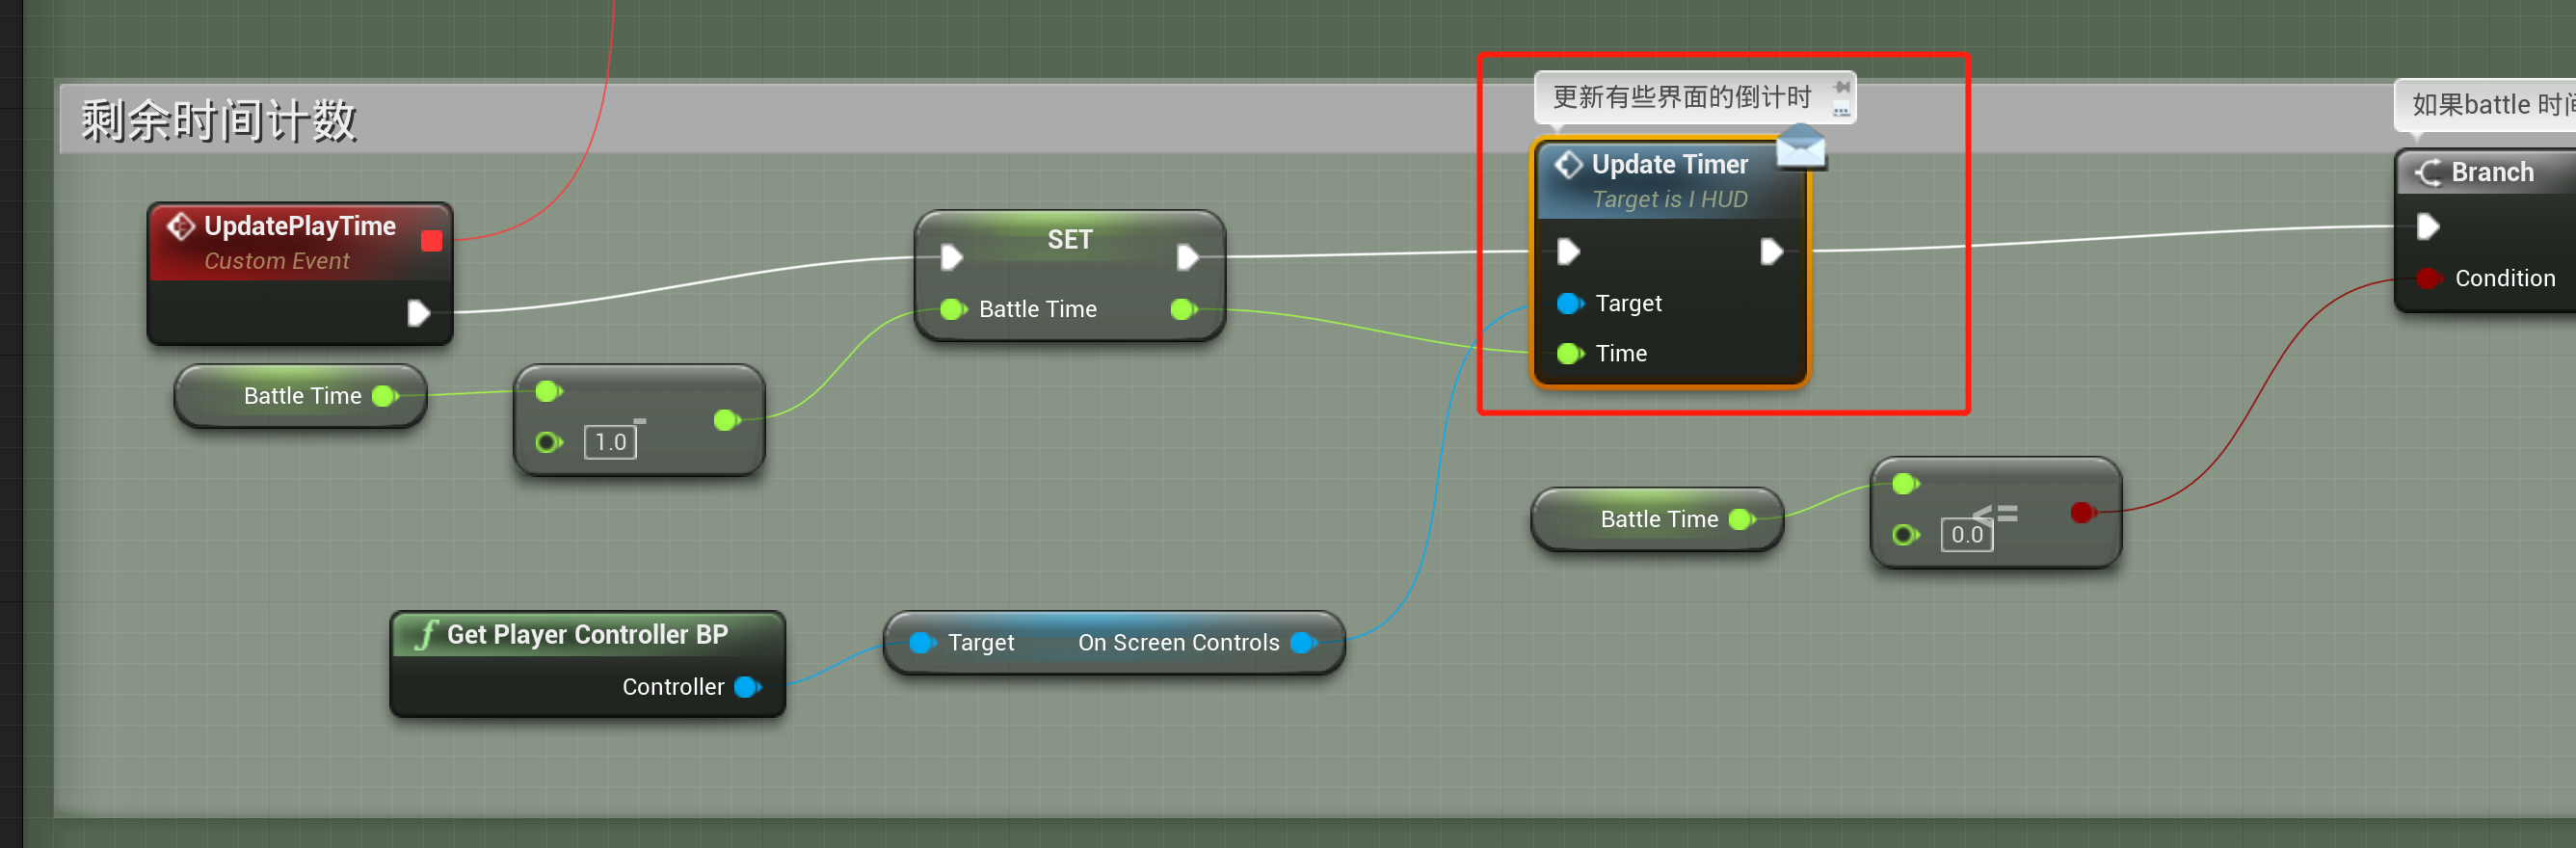 剩余时间计数
更新有些界面的倒计时
如果battle 时
UpdatePlayTime
Custom Event
SET
Battle Time
Update Timer
Target is I HUD
Target
Time
Branch
Condition
Battle Time
-
1.0
Battle Time
<=
0.0
f Get Player Controller BP
Controller
Target On Screen Controls